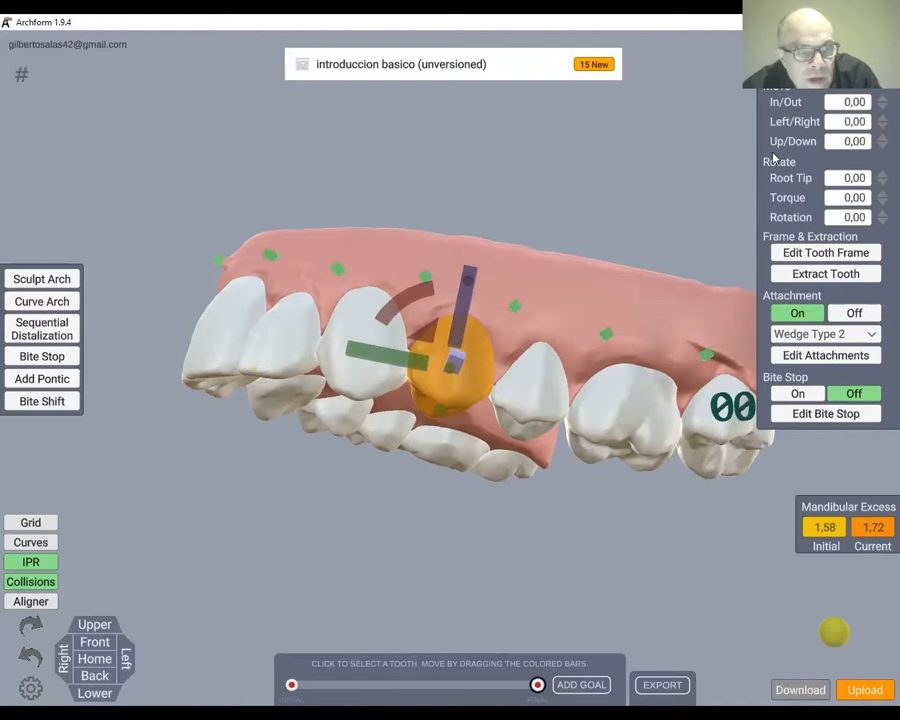 Archform 1.9.4
gilbertosalas42@gmail.com
#
introduccion basico (unversioned)
15 New
In/Out
0,00
Left/Right
0,00
Up/Down
0,00
Rotate
Root Tip
0,00
Torque
0,00
Rotation
0,00
Frame & Extraction
Edit Tooth Frame
Extract Tooth
Attachment
On
Off
Wedge Type 2
Edit Attachments
Bite Stop
On
Off
Edit Bite Stop
Sculpt Arch
Curve Arch
Sequential
Distalization
Bite Stop
Add Pontic
Bite Shift
00
Mandibular Excess
1,58
1,72
Initial
Current
Grid
Curves
IPR
Collisions
Aligner
Upper
Front
Home
Back
Lower
Right
Left
CLICK TO SELECT A TOOTH. MOVE BY DRAGGING THE COLORED BARS.
ADD GOAL
EXPORT
Download
Upload